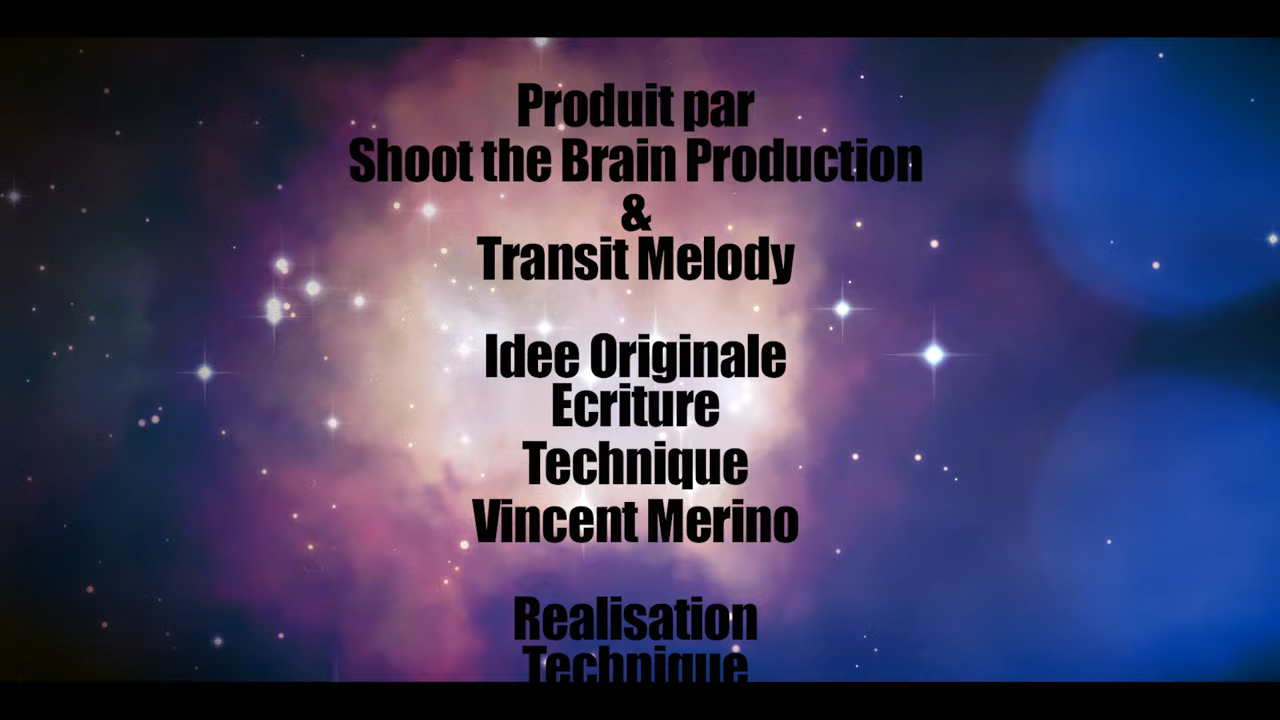 Produit par
Shoot the Brain Production
&
Transit Melody
Idee Originale
Ecriture
Technique
Vincent Merino
Realisation
Technique